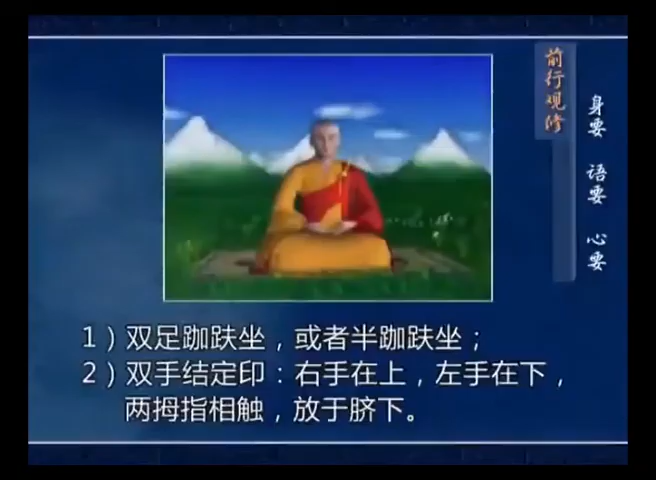 前行观修
身要 语要 心要
1）双足跏趺坐，或者半跏趺坐；
2）双手结定印：右手在上，左手在下，
两拇指相触，放于脐下。